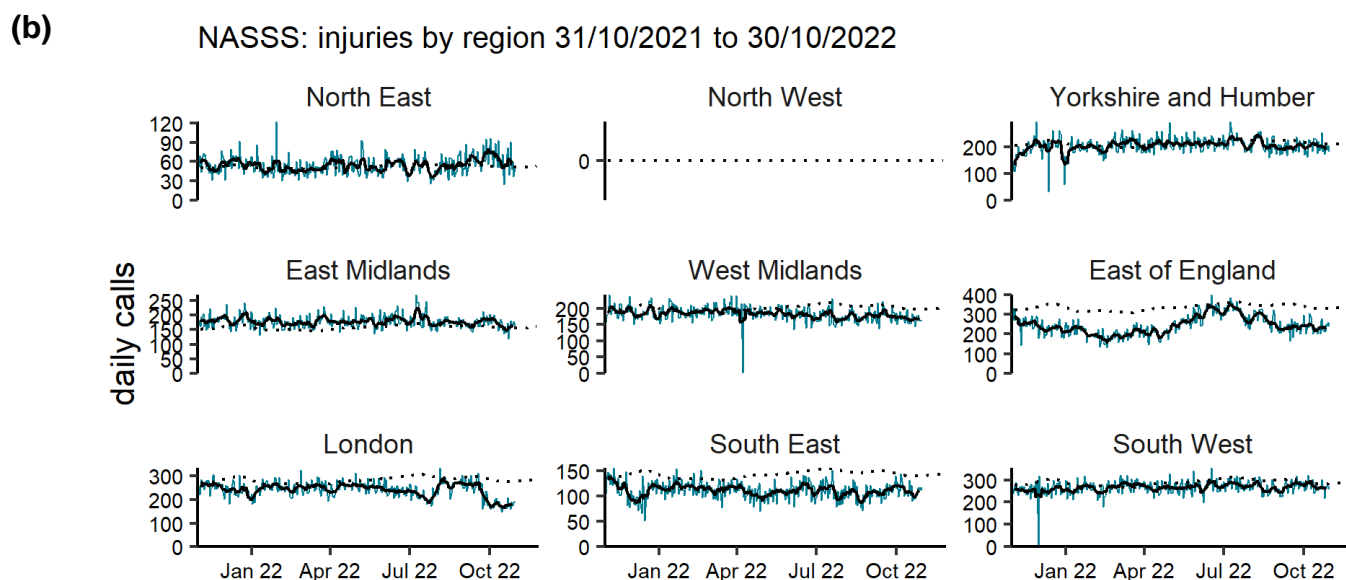 (b)
NASSS: injuries by region 31/10/2021 to 30/10/2022
North East
North West
Yorkshire and Humber
120
90
60
30
0
0
200
100
0
daily calls
East Midlands
West Midlands
East of England
250
200
150
100
50
0
200
150
100
50
0
400
300
200
100
0
London
South East
South West
300
200
100
0
150
100
50
0
300
200
100
0
Jan 22 Apr 22 Jul 22 Oct 22
Jan 22 Apr 22 Jul 22 Oct 22
Jan 22 Apr 22 Jul 22 Oct 22